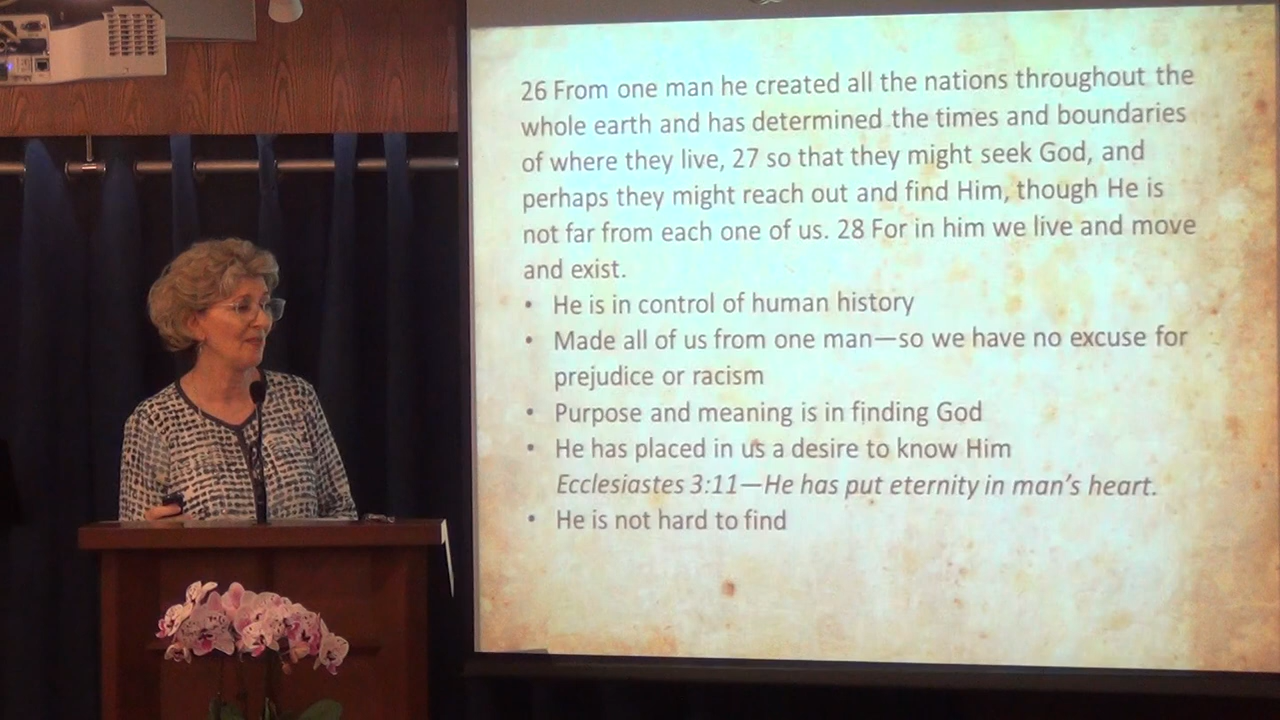 26 From one man he created all the nations throughout the
whole earth and has determined the times and boundaries
of where they live, 27 so that they might seek God, and
perhaps they might reach out and find Him, though He is
not far from each one of us. 28 For in him we live and move
and exist.
• He is in control of human history
• Made all of us from one man—so we have no excuse for
prejudice or racism
• Purpose and meaning is in finding God
• He has placed in us a desire to know Him
Ecclesiastes 3:11—He has put eternity in man's heart.
• He is not hard to find